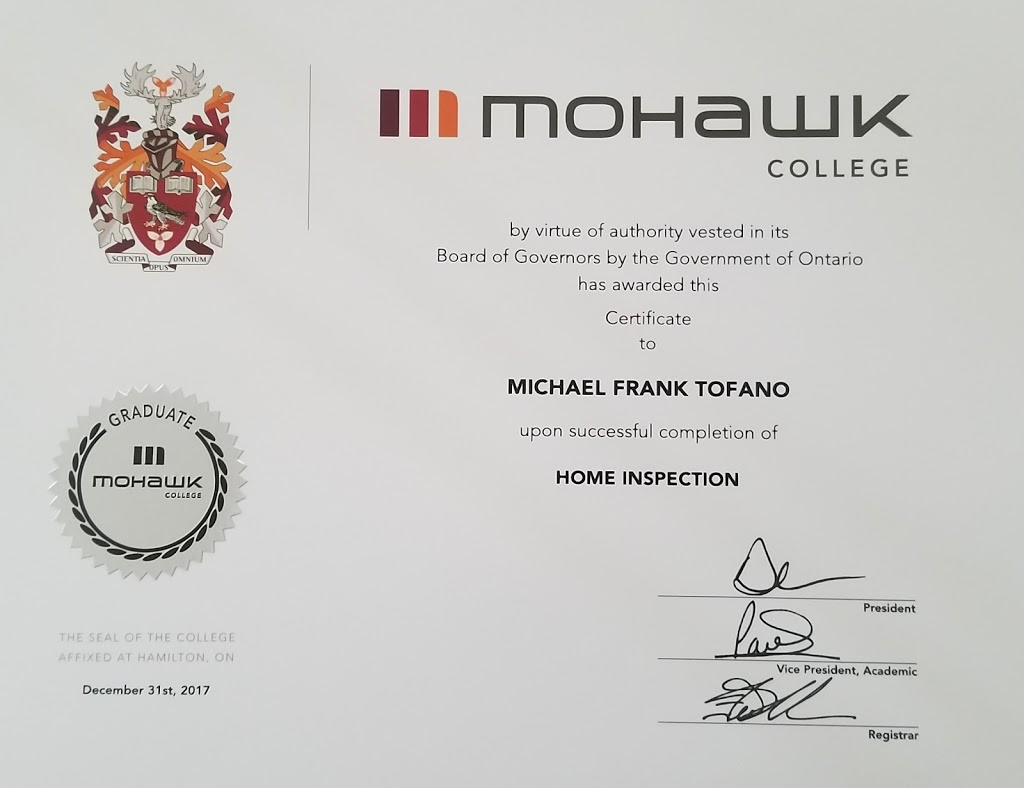 SCIENTIA OMNIUM
OPUS
mohawk
COLLEGE
by virtue of authority vested in its
Board of Governors by the Government of Ontario
has awarded this
Certificate
to
MICHAEL FRANK TOFANO
upon successful completion of
HOME INSPECTION
GRADUATE
mohawk
COLLEGE
THE SEAL OF THE COLLEGE
AFFIXED AT HAMILTON, ON
December 31st, 2017
President
Vice President, Academic
Registrar